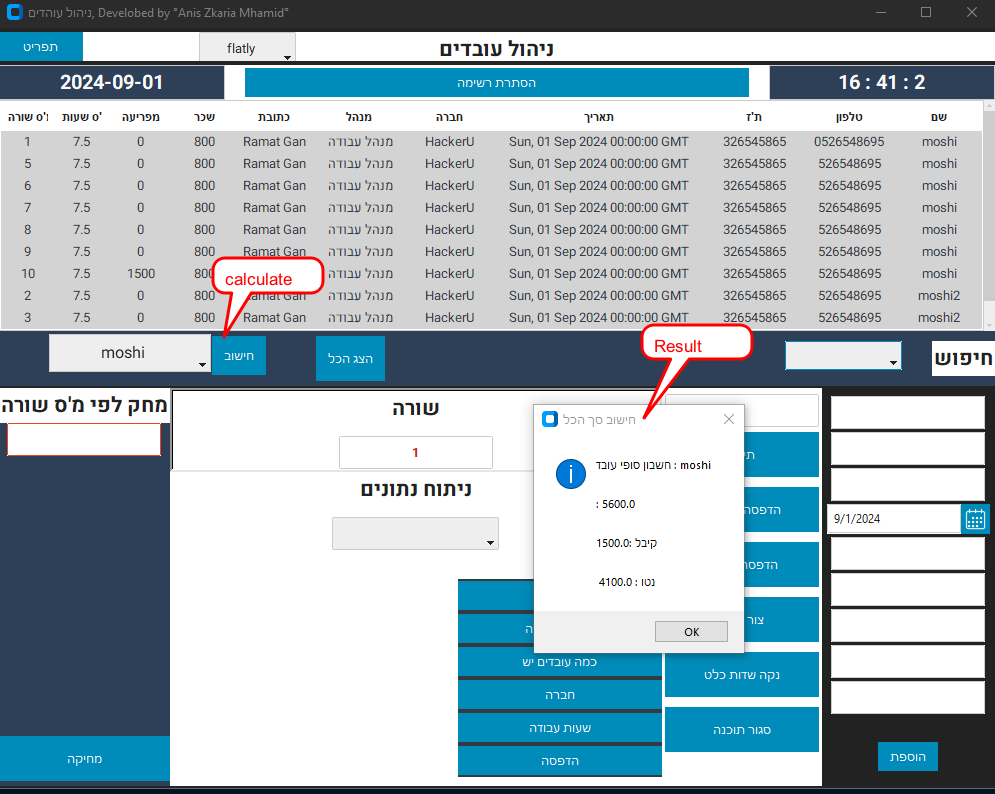 ניהול עוהדים, Develobed by °Anis Zkaria Mhamid°
תפריט
flatly
ניהול עובדים
2024-09-01
הסתרת רשימה
16 : 41 : 2
מ'ס שורה ס' שעות מפריעה שכר כתובת מנהל חברה תאריך ת'ז טלפון שם
1 7.5 0 800 Ramat Gan מנהל עבודה HackerU Sun, 01 Sep 2024 00:00:00 GMT 326545865 0526548695 moshi
5 7.5 0 800 Ramat Gan מנהל עבודה HackerU Sun, 01 Sep 2024 00:00:00 GMT 326545865 526548695 moshi
6 7.5 0 800 Ramat Gan מנהל עבודה HackerU Sun, 01 Sep 2024 00:00:00 GMT 326545865 526548695 moshi
7 7.5 0 800 Ramat Gan מנהל עבודה HackerU Sun, 01 Sep 2024 00:00:00 GMT 326545865 526548695 moshi
8 7.5 0 800 Ramat Gan מנהל עבודה HackerU Sun, 01 Sep 2024 00:00:00 GMT 326545865 526548695 moshi
9 7.5 0 800 Ramat Gan מנהל עבודה HackerU Sun, 01 Sep 2024 00:00:00 GMT 326545865 526548695 moshi
10 7.5 1500 800 מנהל עבודה HackerU Sun, 01 Sep 2024 00:00:00 GMT 326545865 526548695 moshi
2 7.5 0 800 Ramat Gan מנהל עבודה HackerU Sun, 01 Sep 2024 00:00:00 GMT 326545865 526548695 moshi2
3 7.5 0 800 Ramat Gan מנהל עבודה HackerU Sun, 01 Sep 2024 00:00:00 GMT 326545865 526548695 moshi2
calculate
Result
moshi
חישוב
הצג הכל
חיפוש
מחק לפי מ'ס שורה
שורה
1
ניתוח נתונים
חישוב סך הכל
חשבון סופי עובד : moshi
: 5600.0
קיבל :1500.0
נטו : 4100.0
OK
הדפסה
הדפסה
צור
נקה שדות כלט
סגור תוכנה
כמה עובדים יש
חברה
שעות עבודה
הדפסה
9/1/2024
מחיקה
הוספת